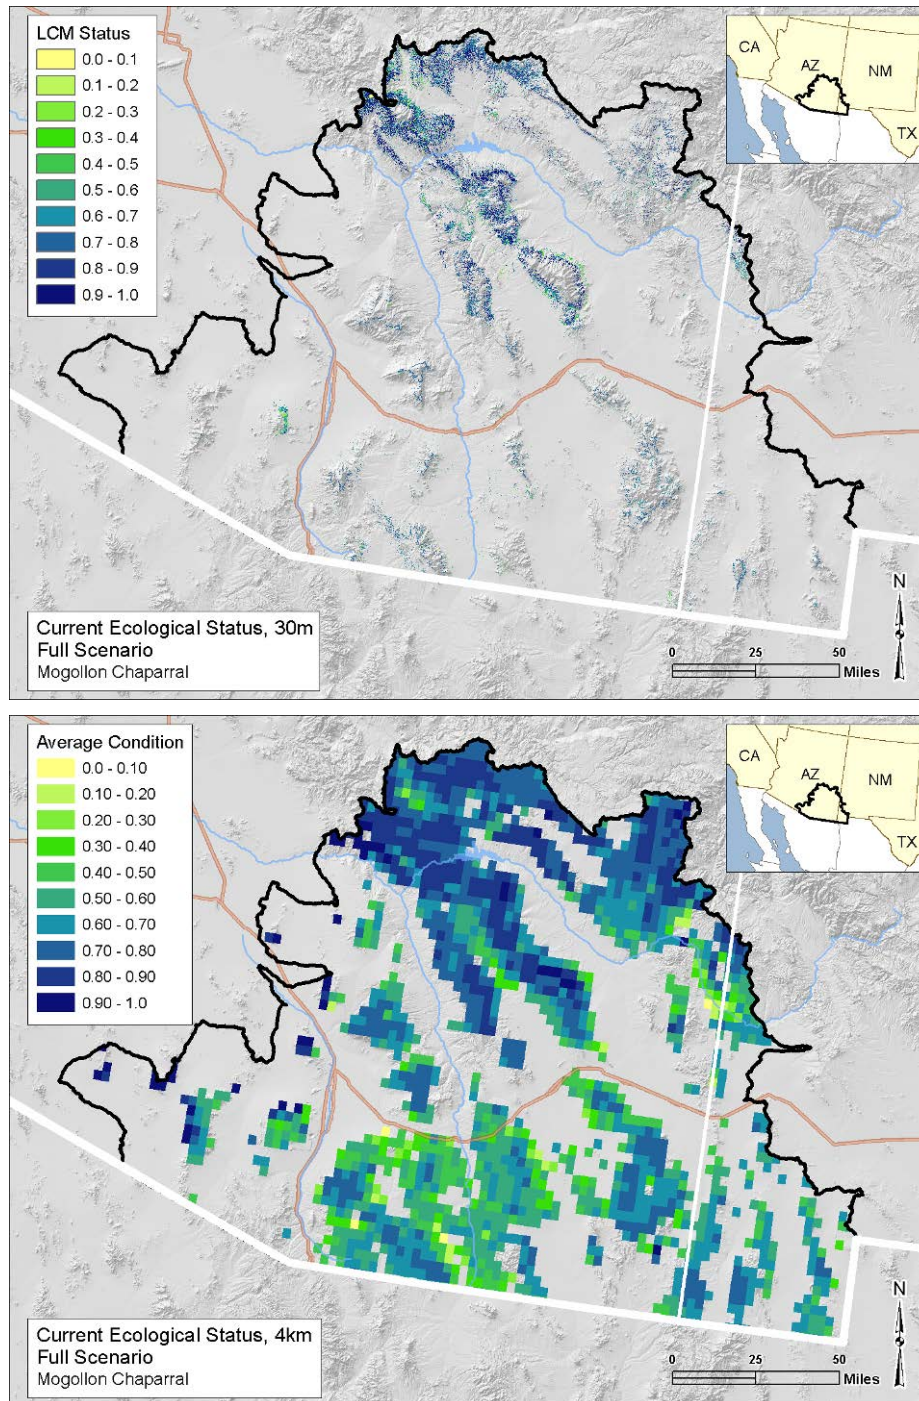 LCM Status
0.0 - 0.1
0.1 - 0.2
0.2 - 0.3
0.3 - 0.4
0.4 - 0.5
0.5 - 0.6
0.6 - 0.7
0.7 - 0.8
0.8 - 0.9
0.9 - 1.0
CA
AZ
NM
TX
Current Ecological Status, 30m
Full Scenario
Mogollon Chaparral
N
0 25 50
Miles
Average Condition
0.0 - 0.10
0.10 - 0.20
0.20 - 0.30
0.30 - 0.40
0.40 - 0.50
0.50 - 0.60
0.60 - 0.70
0.70 - 0.80
0.80 - 0.90
0.90 - 1.0
CA
AZ
NM
TX
Current Ecological Status, 4km
Full Scenario
Mogollon Chaparral
N
0 25 50
Miles